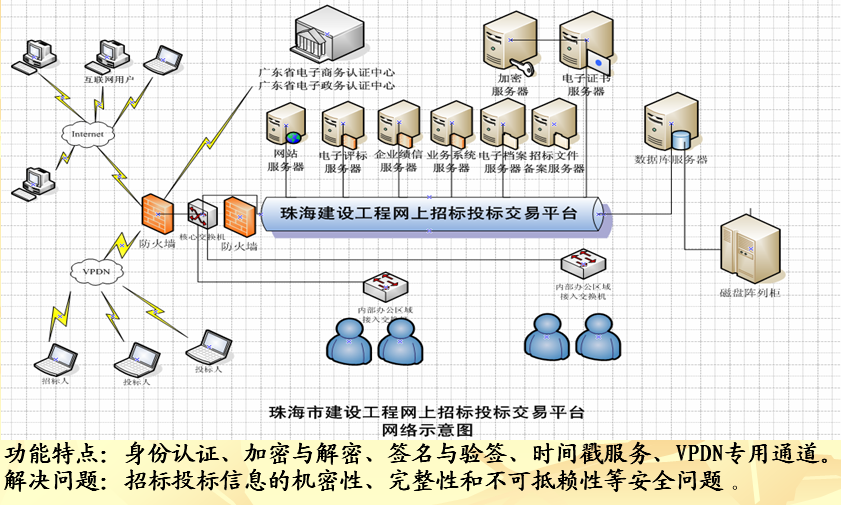 广东省电子商务认证中心
广东省电子政务认证中心
加密
服务器
电子证书
服务器
互联网用户
Internet
网站
服务器
电子评标
服务器
企业绩信
服务器
业务系统
服务器
电子档案
服务器
招标文件
备案服务器
数据库服务器
珠海建设工程网上招标投标交易平台
防火墙
核心交换机
防火墙
VPDN
内部办公区域
接入交换机
内部办公区域
接入交换机
磁盘阵列柜
招标人
投标人
投标人
珠海市建设工程网上招标投标交易平台
网络示意图
功能特点：身份认证、加密与解密、签名与验签、时间戳服务、VPDN专用通道。
解决问题：招标投标信息的机密性、完整性和不可抵赖性等安全问题。